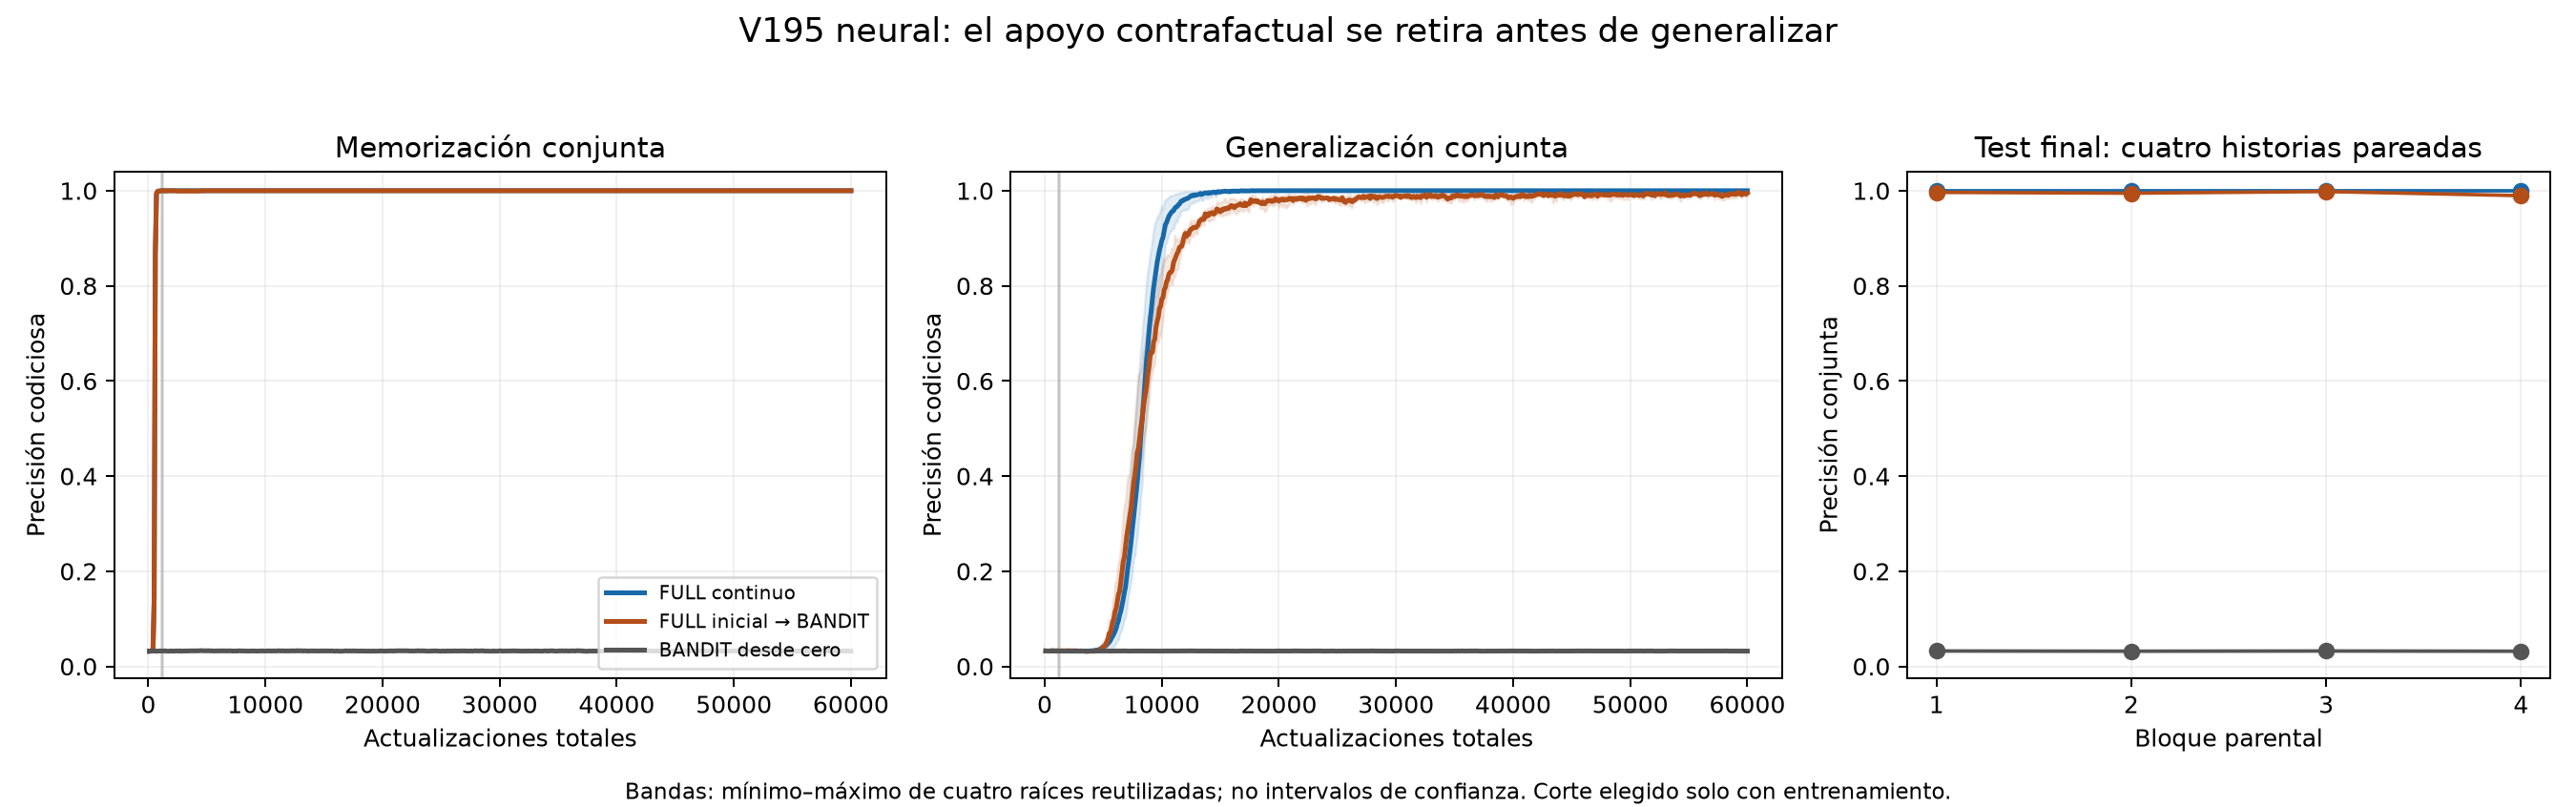 V195 neural: el apoyo contrafactual se retira antes de generalizar
Memorización conjunta
Precisión codiciosa
1.0
0.8
0.6
0.4
0.2
0.0
FULL continuo
FULL inicial → BANDIT
BANDIT desde cero
0 10000 20000 30000 40000 50000 60000
Actualizaciones totales
Generalización conjunta
Precisión codiciosa
1.0
0.8
0.6
0.4
0.2
0.0
0 10000 20000 30000 40000 50000 60000
Actualizaciones totales
Test final: cuatro historias pareadas
Precisión conjunta
1.0
0.8
0.6
0.4
0.2
0.0
1 2 3 4
Bloque parental
Bandas: mínimo–máximo de cuatro raíces reutilizadas; no intervalos de confianza. Corte elegido solo con entrenamiento.